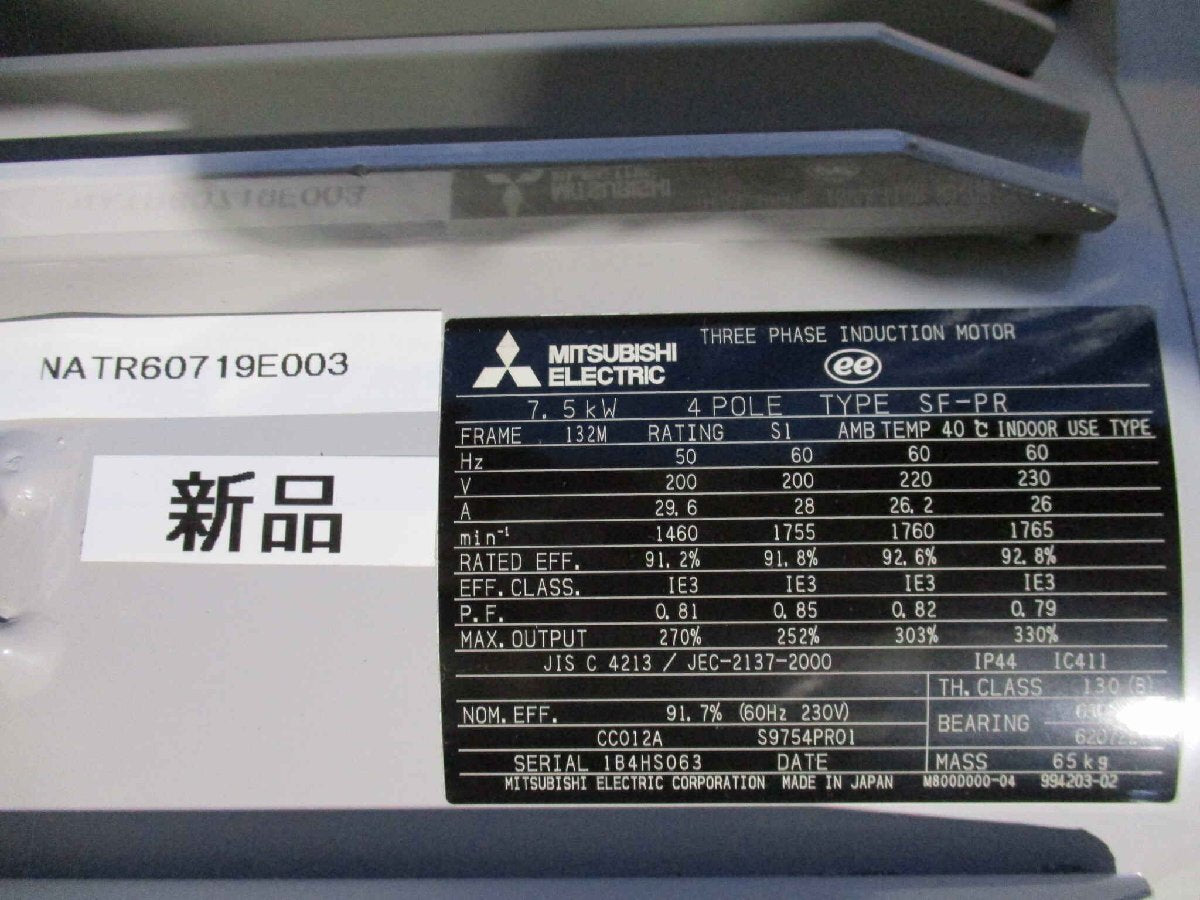 NATR60719E003
新品
THREE PHASE INDUCTION MOTOR
MITSUBISHI
ELECTRIC
ee
7.5kW 4 POLE TYPE SF-PR
FRAME 132M RATING S1 AMB TEMP 40℃ INDOOR USE TYPE
Hz 50 60 60 60
V 200 200 220 230
A 29.6 28 26.2 26
min⁻¹ 1460 1755 1760 1765
RATED EFF. 91.2% 91.8% 92.6% 92.8%
EFF. CLASS. IE3 IE3 IE3 IE3
P.F. 0.81 0.85 0.82 0.79
MAX. OUTPUT 270% 252% 303% 330%
JIS C 4213 / JEC-2137-2000 IP44 IC411
TH. CLASS 130 (B)
NOM. EFF. 91.7% (60Hz 230V)
BEARING
CC012A S9754PR01
SERIAL 1B4HS063 DATE MASS 65kg
MITSUBISHI ELECTRIC CORPORATION MADE IN JAPAN M800D000-04 994203-02